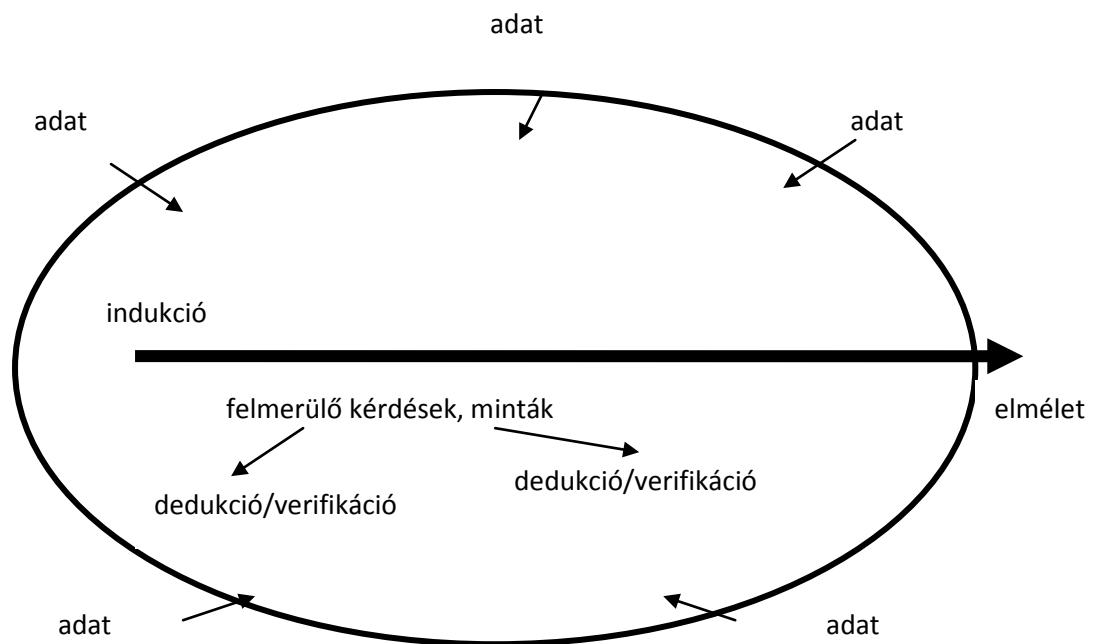 adat
adat
adat
indukció
felmerülő kérdések, minták
elmélet
dedukció/verifikáció
dedukció/verifikáció
adat
adat